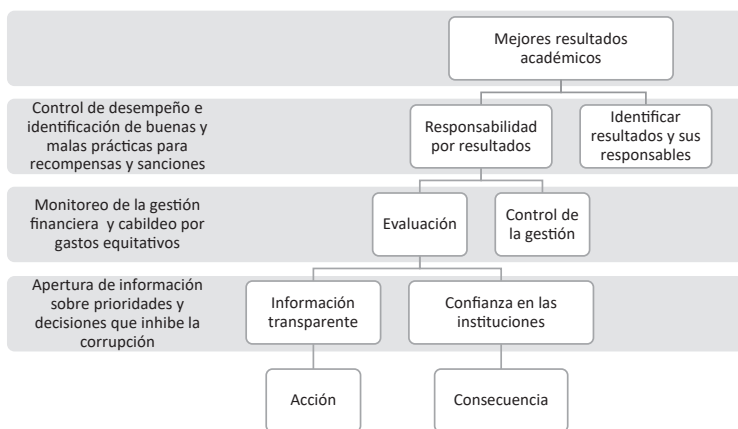 Mejores resultados
académicos
Control de desempeño e
identificación de buenas y
malas prácticas para
recompensas y sanciones
Responsabilidad
por resultados
Identificar
resultados y sus
responsables
Monitoreo de la gestión
financiera y cabildeo por
gastos equitativos
Evaluación
Control de
la gestión
Apertura de información
sobre prioridades y
decisiones que inhibe la
corrupción
Información
transparente
Confianza en las
instituciones
Acción
Consecuencia